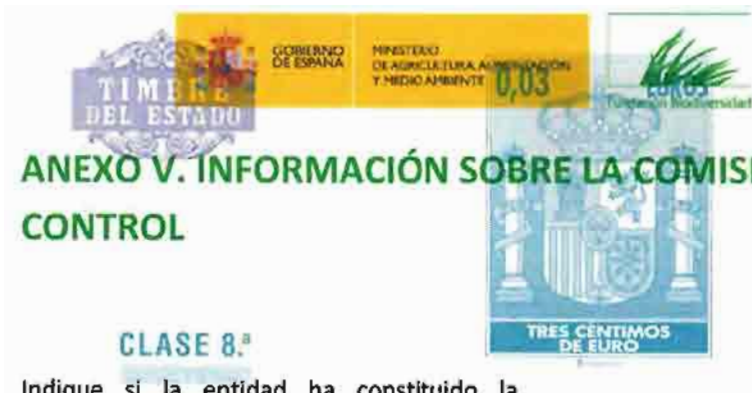 TIMBRE
DEL ESTADO
GOBIERNO
DE ESPAÑA
MINISTERIO
DE AGRICULTURA, ALIMENTACIÓN
Y MEDIO AMBIENTE
0,03
EUROS
Fundación Biodiversidad
ANEXO V. INFORMACIÓN SOBRE LA COMISI
CONTROL
TRES CÉNTIMOS
DE EURO
CLASE 8.ª
Indique si la entidad ha constituido la